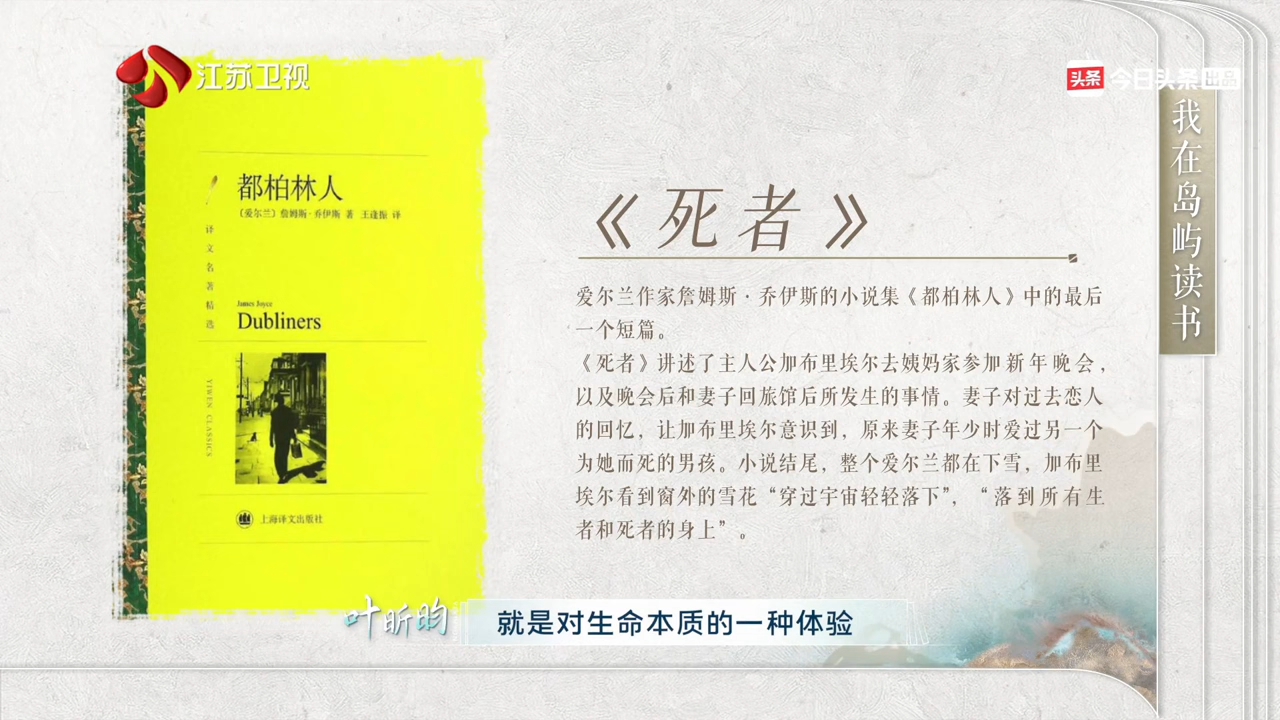 江苏卫视
头条 今日头条出品
我在岛屿读书
都柏林人
〔爱尔兰〕詹姆斯·乔伊斯 著 王逢振 译
译文名著精选
James Joyce
Dubliners
YIWEN CLASSICS
上海译文出版社
《死者》
爱尔兰作家詹姆斯·乔伊斯的小说集《都柏林人》中的最后
一个短篇。
《死者》讲述了主人公加布里埃尔去姨妈家参加新年晚会，
以及晚会后和妻子回旅馆后所发生的事情。妻子对过去恋人
的回忆，让加布里埃尔意识到，原来妻子年少时爱过另一个
为她而死的男孩。小说结尾，整个爱尔兰都在下雪，加布里
埃尔看到窗外的雪花“穿过宇宙轻轻落下”，“落到所有生
者和死者的身上”。
叶昕昀 就是对生命本质的一种体验